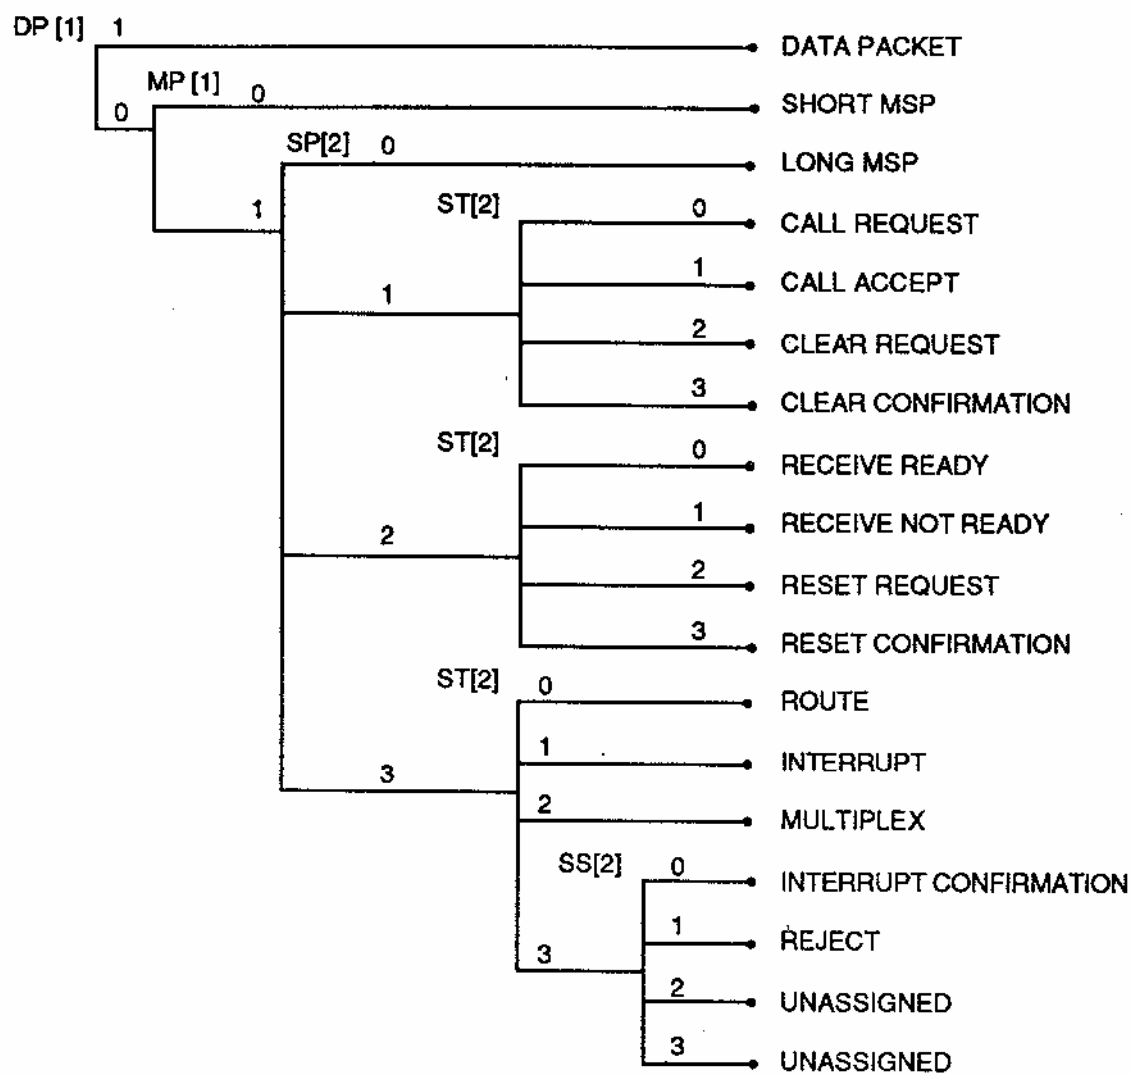 DP [1] 1 DATA PACKET
MP [1] 0 0 SHORT MSP
SP[2] 0 LONG MSP
ST[2] 0 CALL REQUEST
1
1 CALL ACCEPT
1
2 CLEAR REQUEST
3 CLEAR CONFIRMATION
ST[2] 0 RECEIVE READY
1 RECEIVE NOT READY
2
2 RESET REQUEST
3 RESET CONFIRMATION
ST[2] 0 ROUTE
1 INTERRUPT
3
2 MULTIPLEX
SS[2] 0 INTERRUPT CONFIRMATION
1 REJECT
3
2 UNASSIGNED
3 UNASSIGNED